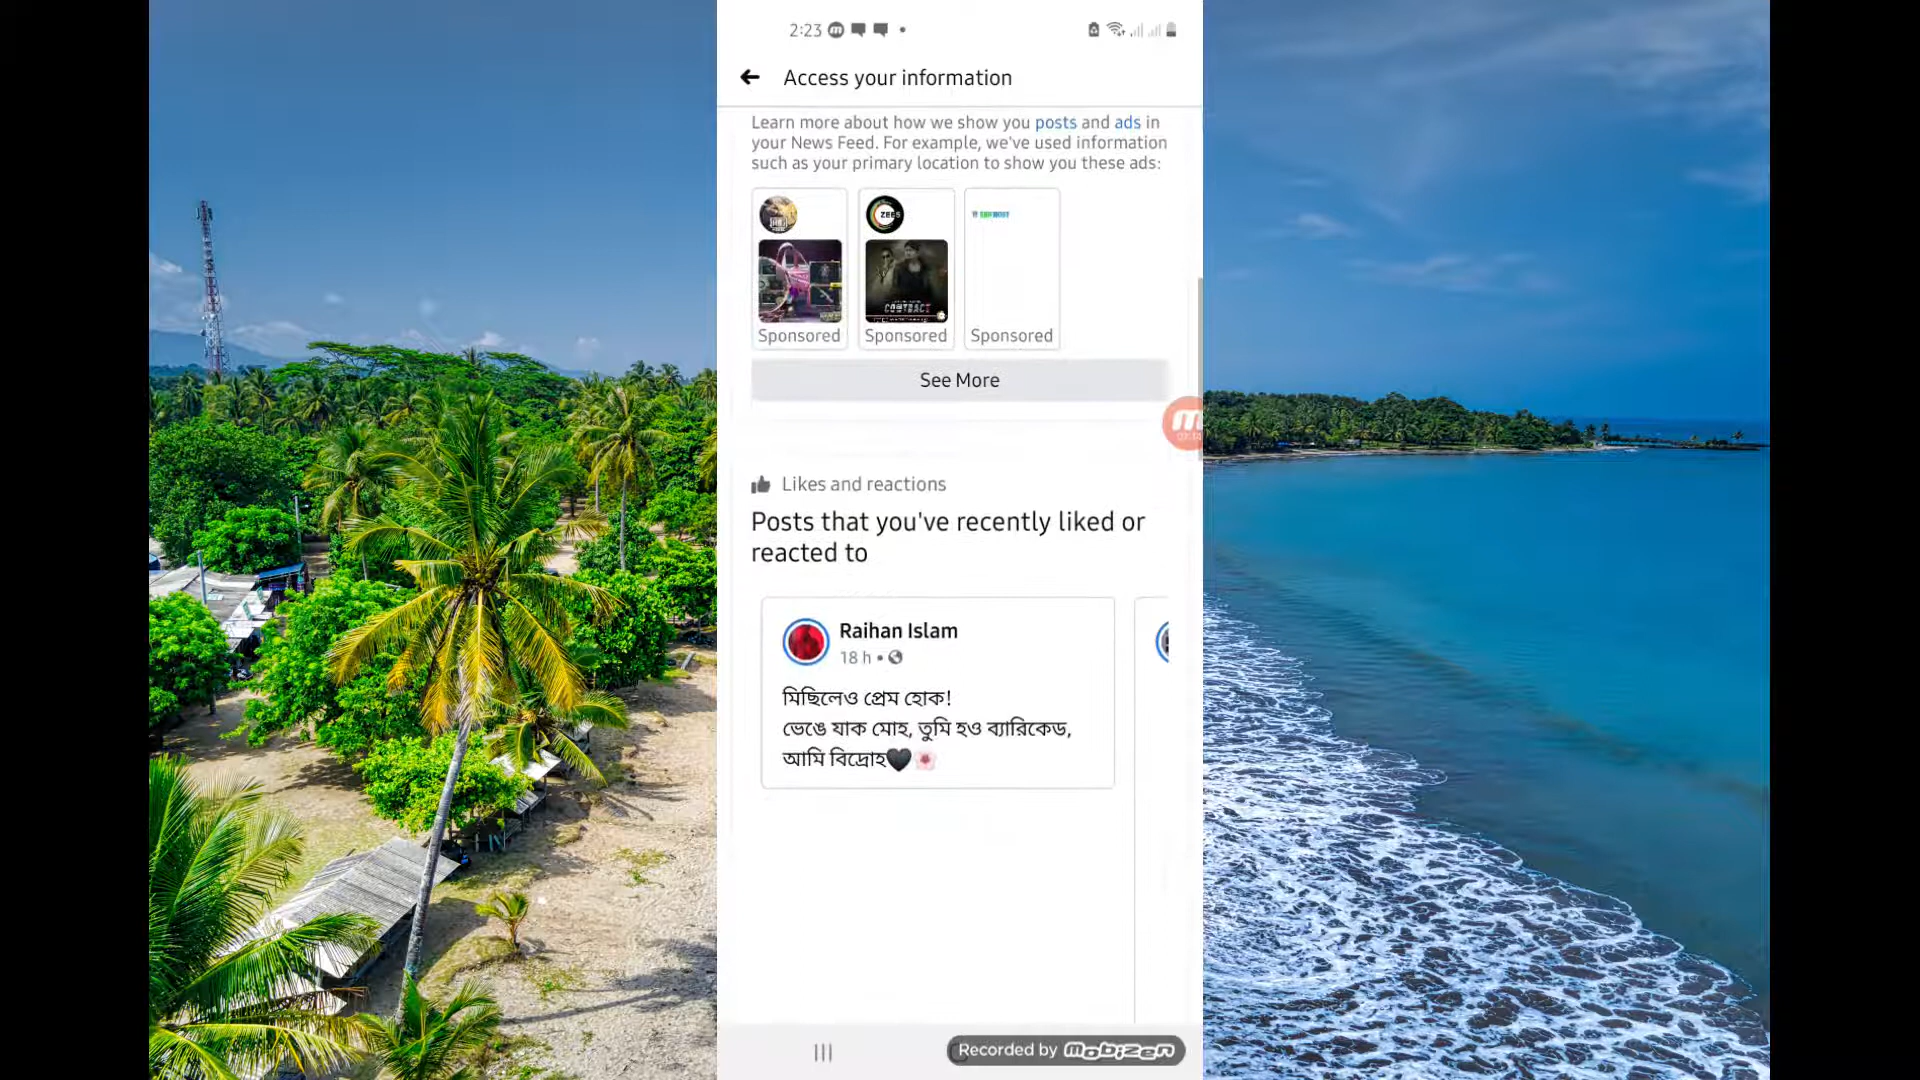 2:23
Access your information
Learn more about how we show you posts and ads in
your News Feed. For example, we've used information
such as your primary location to show you these ads:
ZEE5
CONTRACT
Sponsored
Sponsored
Sponsored
See More
Likes and reactions
Posts that you've recently liked or
reacted to
Raihan Islam
18 h
মিছিলেও প্রেম হোক!
ভেঙে যাক মোহ, তুমি হও ব্যারিকেড,
আমি বিদ্রোহ🖤🌸
Recorded by mobizen